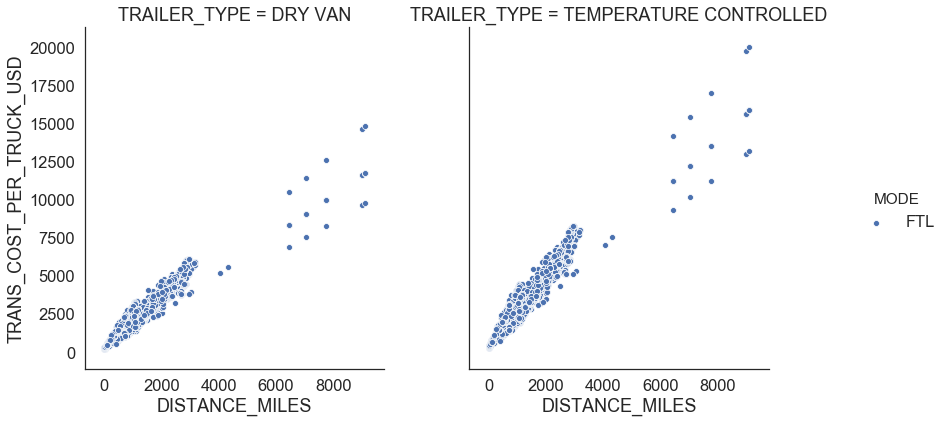 TRAILER_TYPE = DRY VAN
TRAILER_TYPE = TEMPERATURE CONTROLLED
TRANS_COST_PER_TRUCK_USD
20000
17500
15000
12500
10000
7500
5000
2500
0
0 2000 4000 6000 8000
DISTANCE_MILES
0 2000 4000 6000 8000
DISTANCE_MILES
MODE
FTL